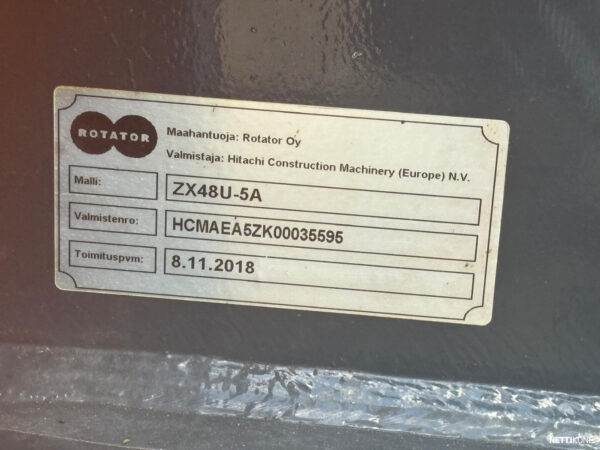 ROTATOR
Maahantuoja: Rotator Oy
Valmistaja: Hitachi Construction Machinery (Europe) N.V.
Malli: ZX48U-5A
Valmistenro: HCMAEA5ZK00035595
Toimituspvm: 8.11.2018
NETTIKONE